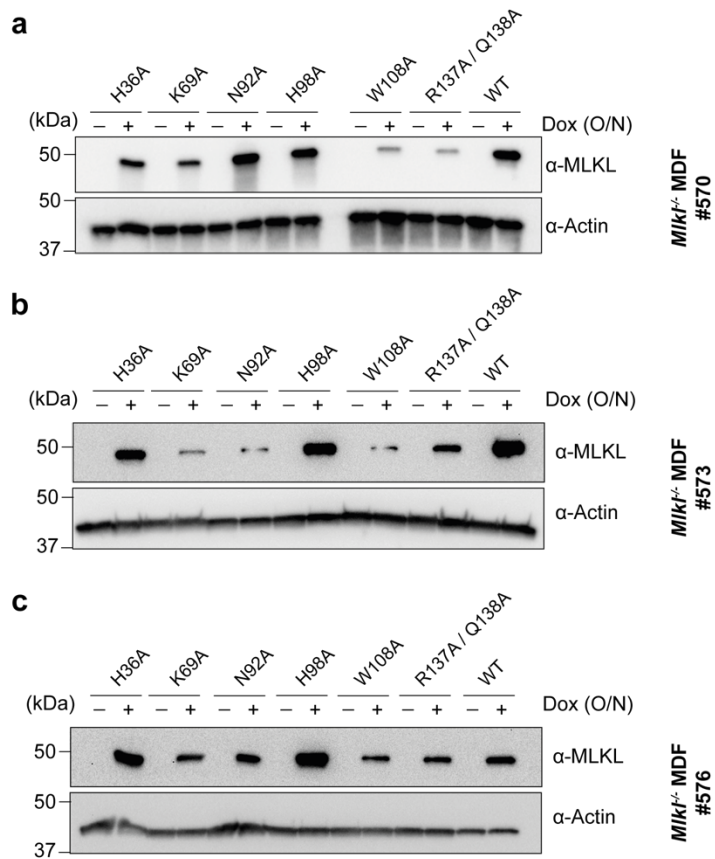 a
H36A K69A N92A H98A W108A R137A / Q138A WT
(kDa) – + – + – + – + – + – + – + Dox (O/N)
50 α-MLKL
50 α-Actin
37
Mlkl-/- MDF
#570
b
H36A K69A N92A H98A W108A R137A / Q138A WT
(kDa) – + – + – + – + – + – + – + Dox (O/N)
50 α-MLKL
50 α-Actin
37
Mlkl-/- MDF
#573
c
H36A K69A N92A H98A W108A R137A / Q138A WT
(kDa) – + – + – + – + – + – + – + Dox (O/N)
50 α-MLKL
50 α-Actin
37
Mlkl-/- MDF
#576